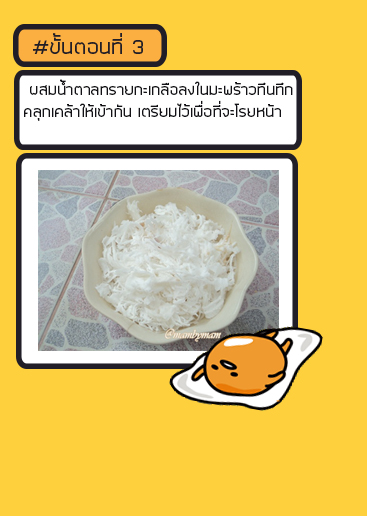 #ขั้นตอนที่ 3
ผสมน้ำตาลทรายกะเกลือลงในมะพร้าวทึนทึก
คลุกเคล้าให้เข้ากัน เตรียมไว้เพื่อที่จะโรยหน้า
@mambymam